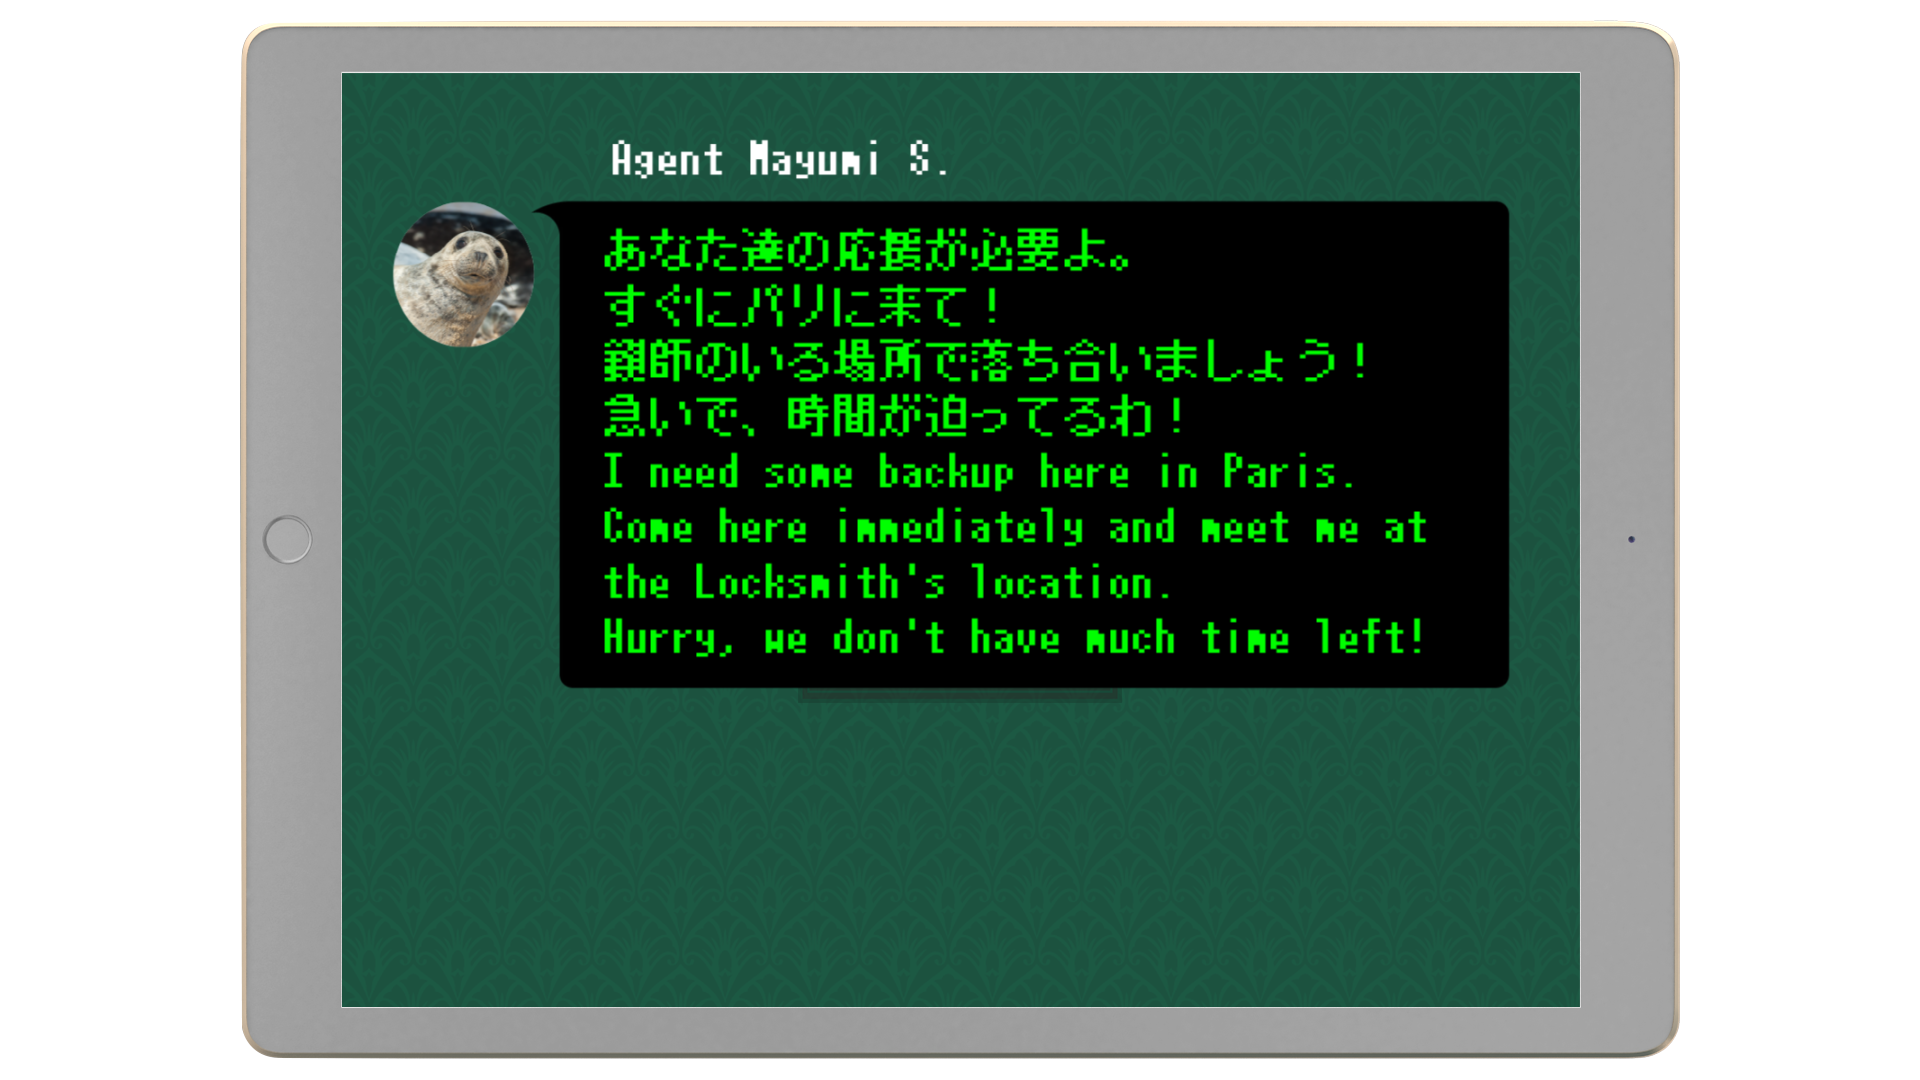 Agent Mayumi S.
あなた達の応援が必要よ。
すぐにパリに来て！
錠師のいる場所で落ち合いましょう！
急いで、時間が迫ってるわ！
I need some backup here in Paris.
Come here immediately and meet me at
the Locksmith's location.
Hurry, we don't have much time left!